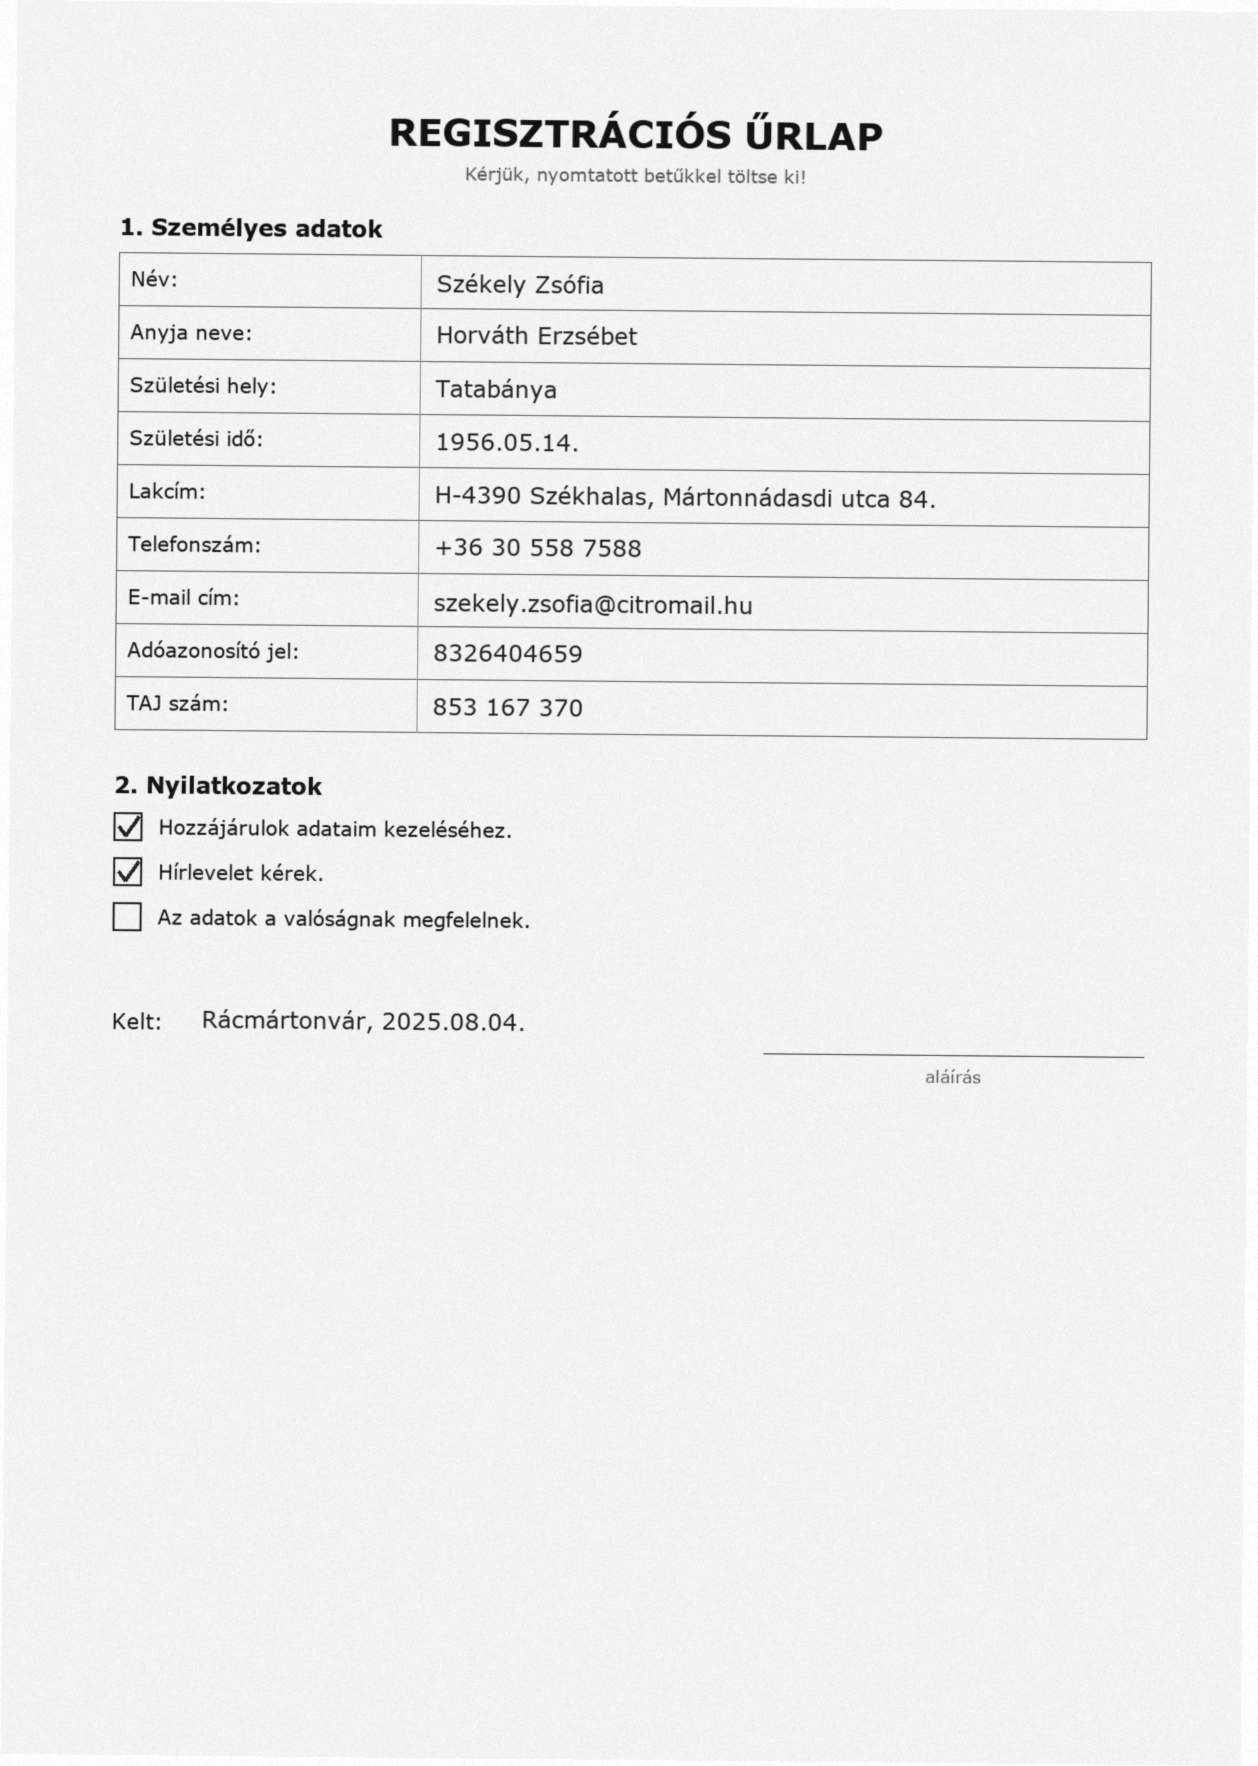 REGISZTRÁCIÓS ŰRLAP
Kérjük, nyomtatott betűkkel töltse ki!
1. Személyes adatok
Név: Székely Zsófia
Anyja neve: Horváth Erzsébet
Születési hely: Tatabánya
Születési idő: 1956.05.14.
Lakcím: H-4390 Székhalas, Mártonnádasdi utca 84.
Telefonszám: +36 30 558 7588
E-mail cím: szekely.zsofia@citromail.hu
Adóazonosító jel: 8326404659
TAJ szám: 853 167 370
2. Nyilatkozatok
Hozzájárulok adataim kezeléséhez.
Hírlevelet kérek.
Az adatok a valóságnak megfelelnek.
Kelt: Rácmártonvár, 2025.08.04.
aláírás